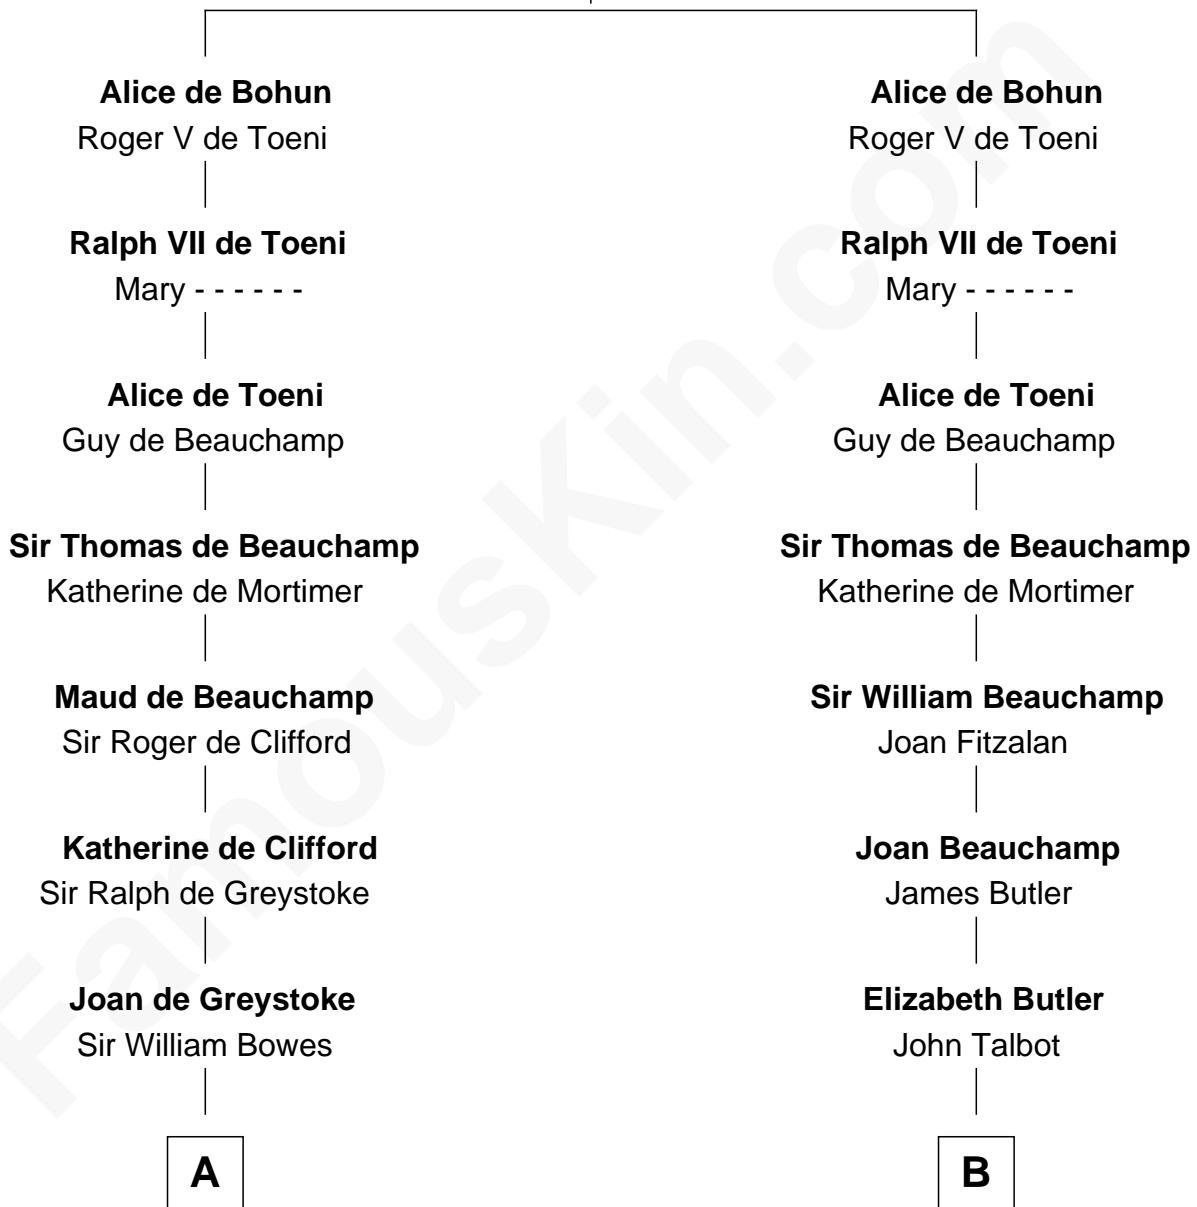 Alice de Bohun
Roger V de Toeni
Ralph VII de Toeni
Mary - - - - - -
Alice de Toeni
Guy de Beauchamp
Sir Thomas de Beauchamp
Katherine de Mortimer
Maud de Beauchamp
Sir Roger de Clifford
Katherine de Clifford
Sir Ralph de Greystoke
Joan de Greystoke
Sir William Bowes
A
Alice de Bohun
Roger V de Toeni
Ralph VII de Toeni
Mary - - - - - -
Alice de Toeni
Guy de Beauchamp
Sir Thomas de Beauchamp
Katherine de Mortimer
Sir William Beauchamp
Joan Fitzalan
Joan Beauchamp
James Butler
Elizabeth Butler
John Talbot
B
FamousKin.com